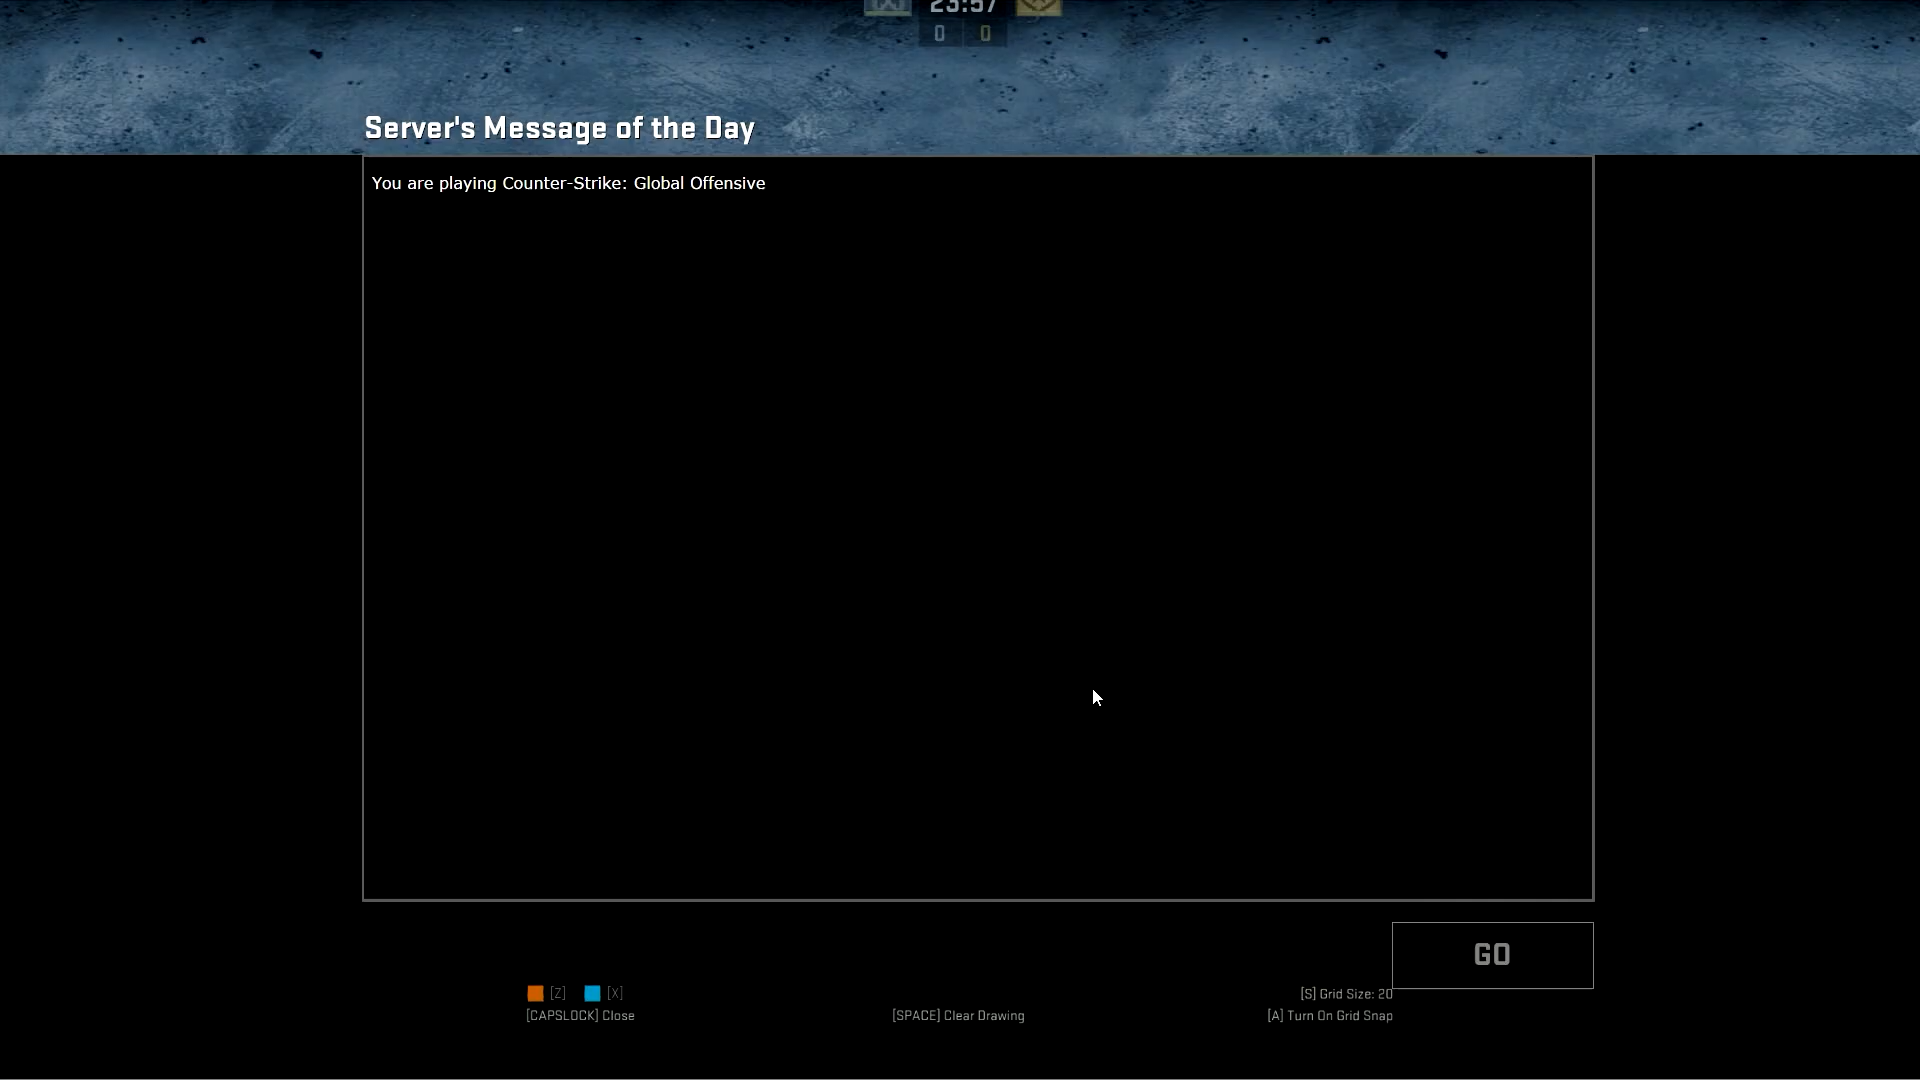 23:57
0 0
Server's Message of the Day
You are playing Counter-Strike: Global Offensive
GO
[Z] [X]
[S] Grid Size: 20
[CAPSLOCK] Close
[SPACE] Clear Drawing
[A] Turn On Grid Snap